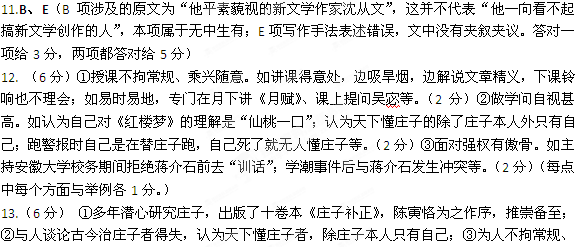 11.B、E（B 项涉及的原文为“他平素藐视的新文学作家沈从文”，这并不代表“他一向看不起
搞新文学创作的人”，本项属于无中生有；E 项写作手法表述错误，文中没有夹叙夹议。答对一
项给 3 分，两项都答对给 5 分）
12. （6 分）①授课不拘常规、乘兴随意。如讲课得意处，边吸旱烟，边解说文章精义，下课铃
响也不理会；如易时易地，专门在月下讲《月赋》、课上提问吴宓等。（2 分）②做学问自视甚
高。如认为自己对《红楼梦》的理解是“仙桃一口”；认为天下懂庄子的除了庄子本人外只有自
己；跑警报时自己是在替庄子跑，自己死了就无人懂庄子等。（2 分）③面对强权有傲骨。如主
持安徽大学校务期间拒绝蒋介石前去“训话”；学潮事件后与蒋介石发生冲突等。（2 分）（每点
中每个方面与举例各 1 分。）
13.（6 分） ①多年潜心研究庄子，出版了十卷本《庄子补正》，陈寅恪为之作序，推崇备至；
②与人谈论古今治庄子者得失，认为天下懂庄子者，除庄子本人只有自己；③为人不拘常规、